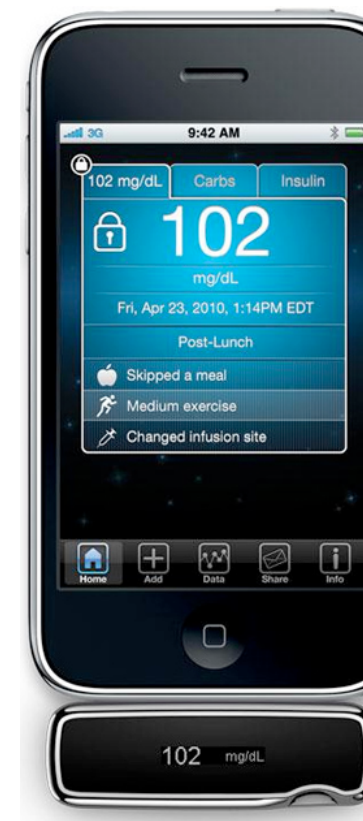 3G 9:42 AM
102 mg/dL Carbs Insulin
102
mg/dL
Fri, Apr 23, 2010, 1:14PM EDT
Post-Lunch
Skipped a meal
Medium exercise
Changed infusion site
Home Add Data Share Info
102 mg/dL